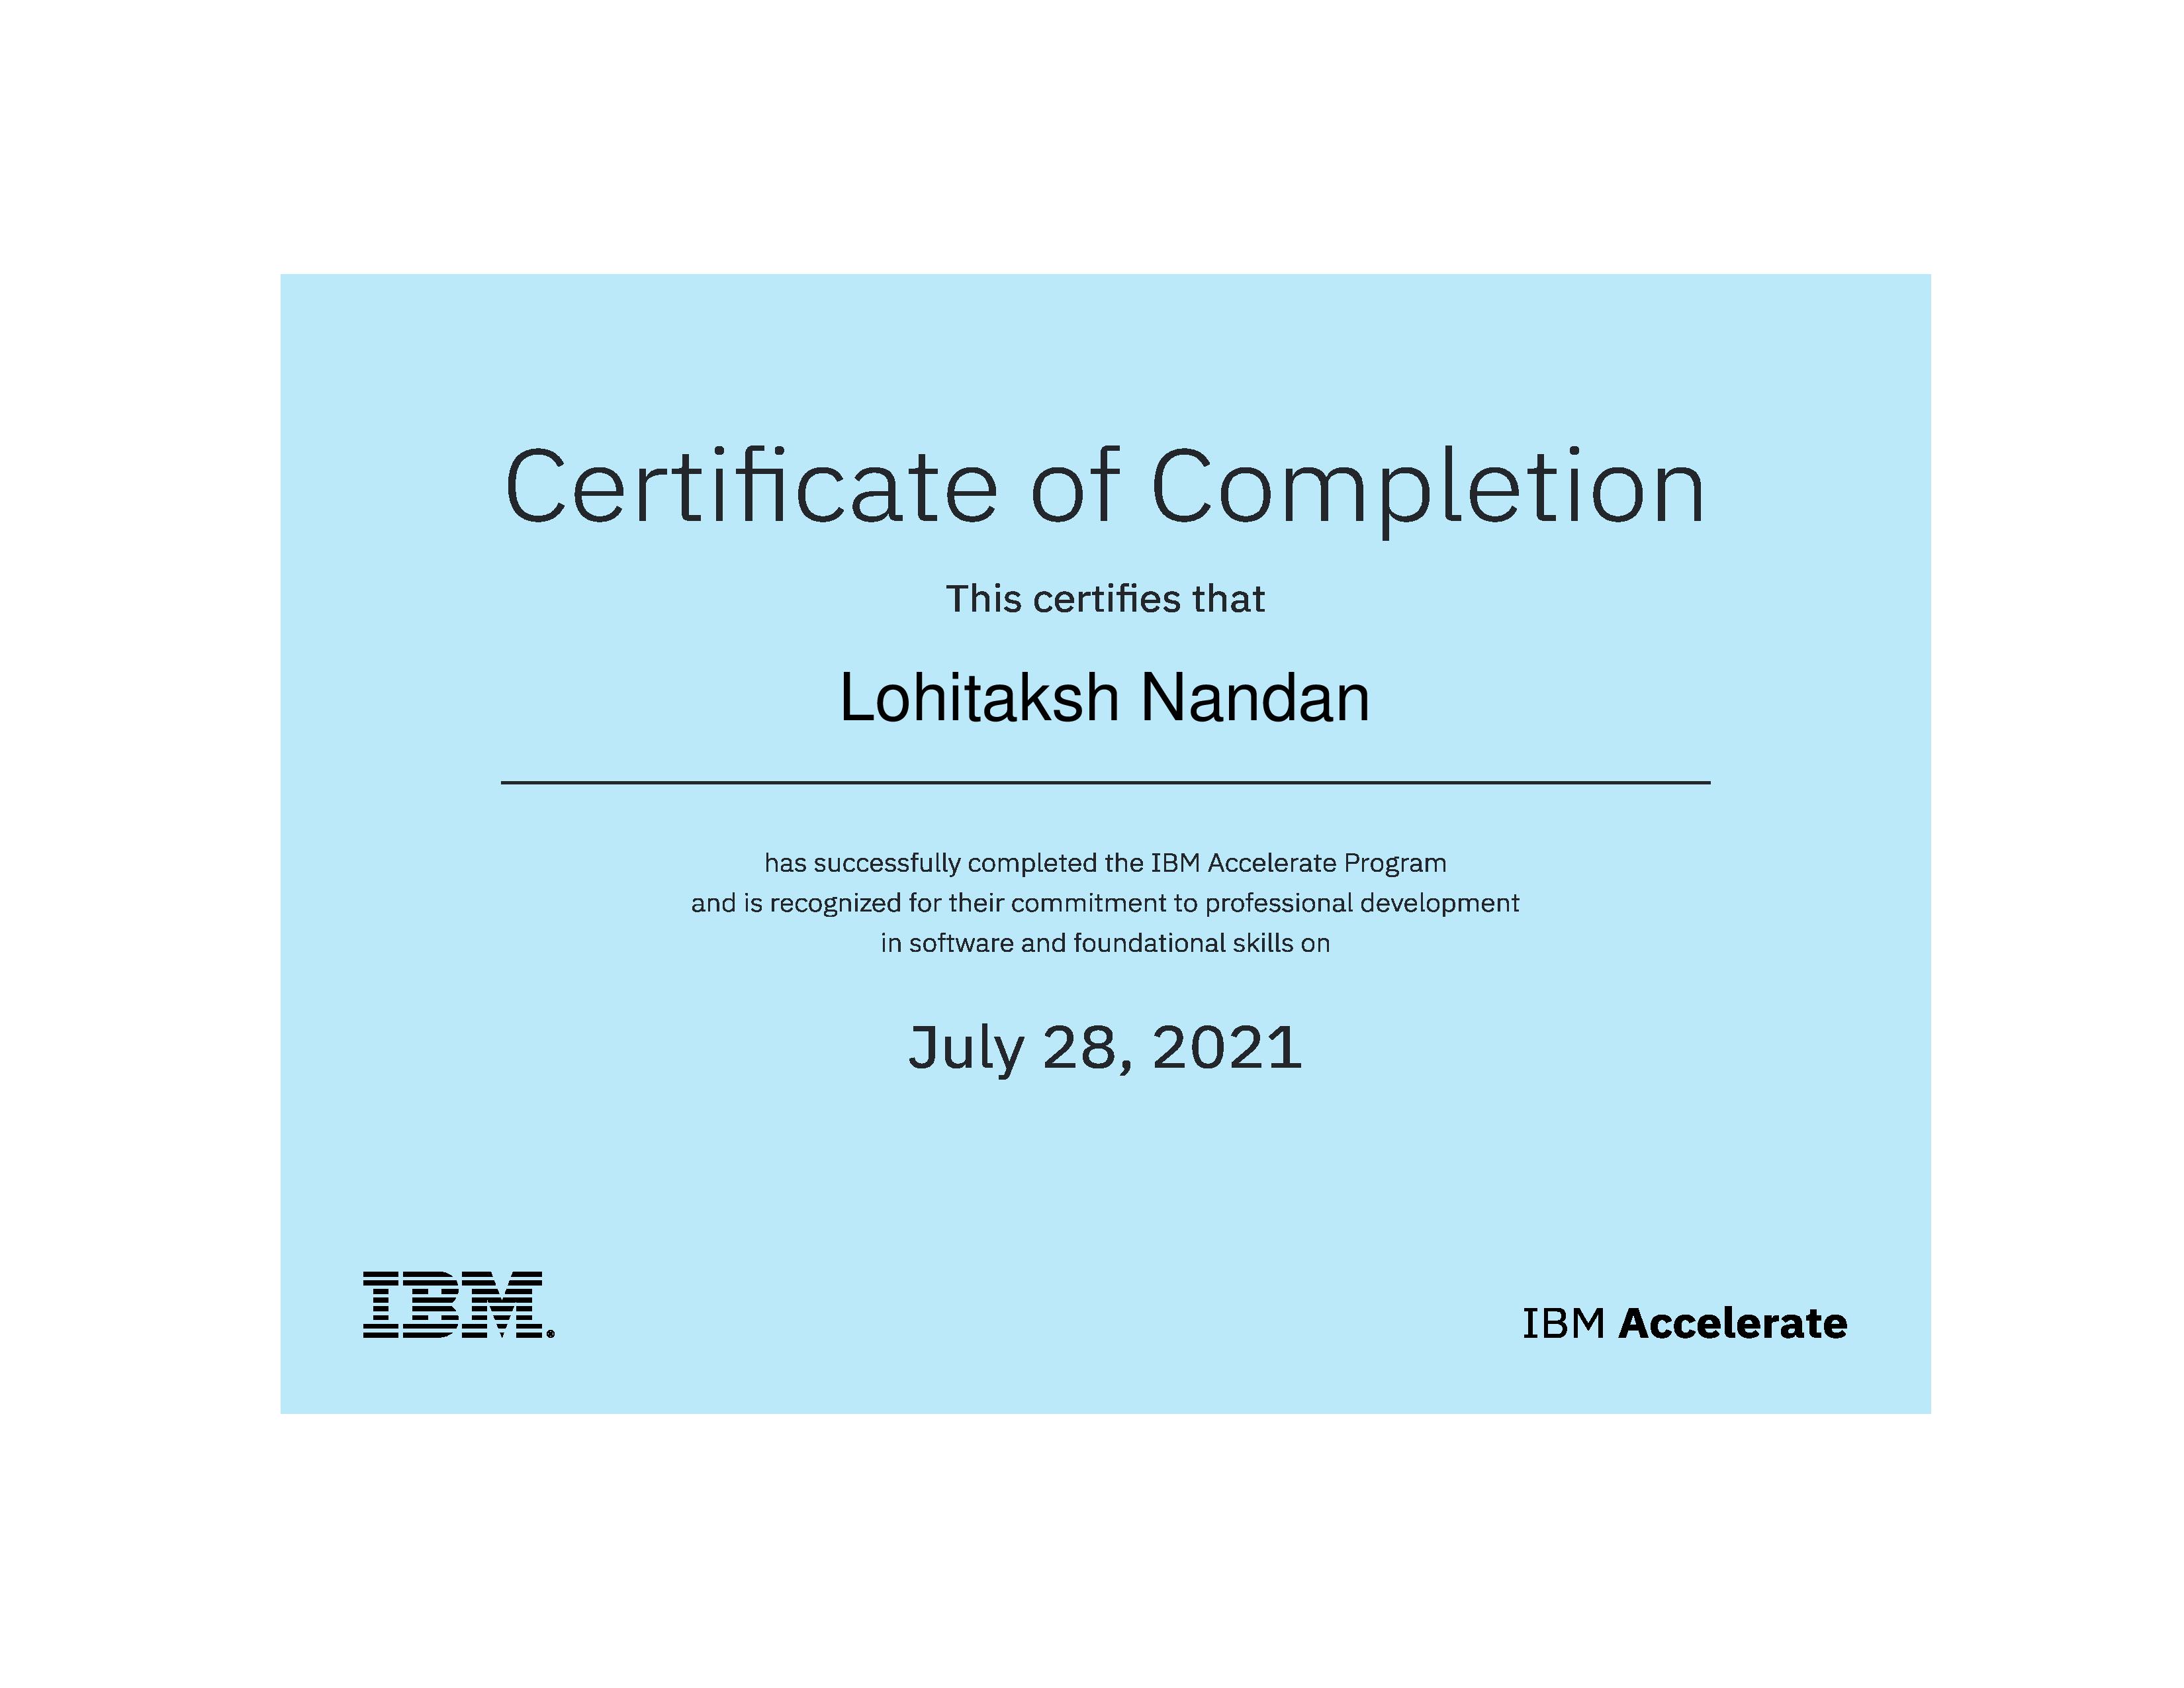 Certificate of Completion
This certifies that
Lohitaksh Nandan
has successfully completed the IBM Accelerate Program
and is recognized for their commitment to professional development
in software and foundational skills on
July 28, 2021
IBM®
IBM Accelerate